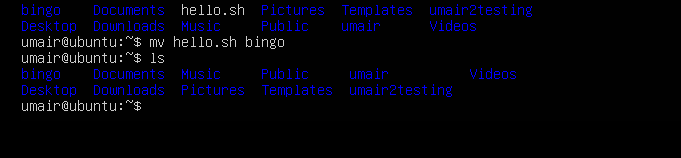 bingo Documents hello.sh Pictures Templates umair2testing
Desktop Downloads Music Public umair Videos
umair@ubuntu:~$ mv hello.sh bingo
umair@ubuntu:~$ ls
bingo Documents Music Public umair Videos
Desktop Downloads Pictures Templates umair2testing
umair@ubuntu:~$